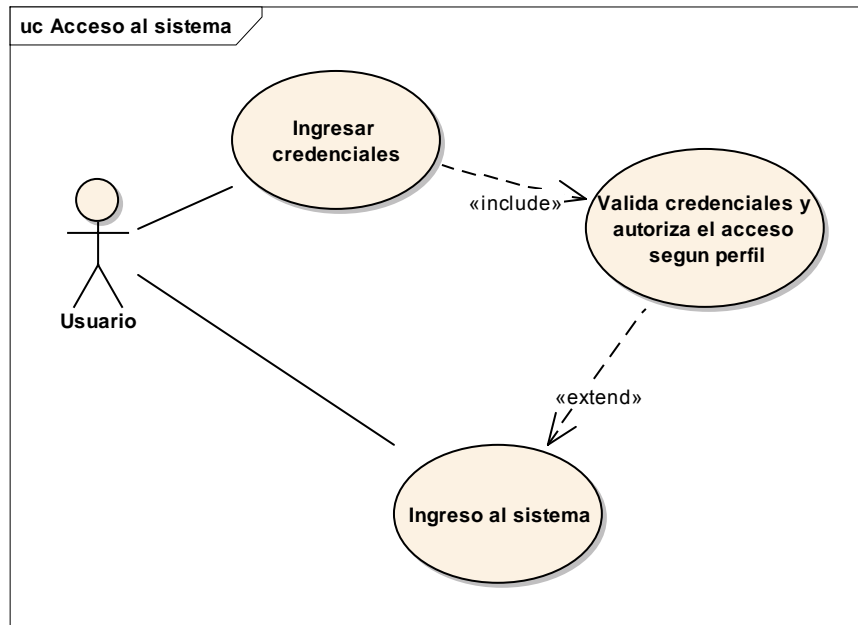 uc Acceso al sistema
Ingresar
credenciales
«include»
Valida credenciales y
autoriza el acceso
segun perfil
Usuario
«extend»
Ingreso al sistema